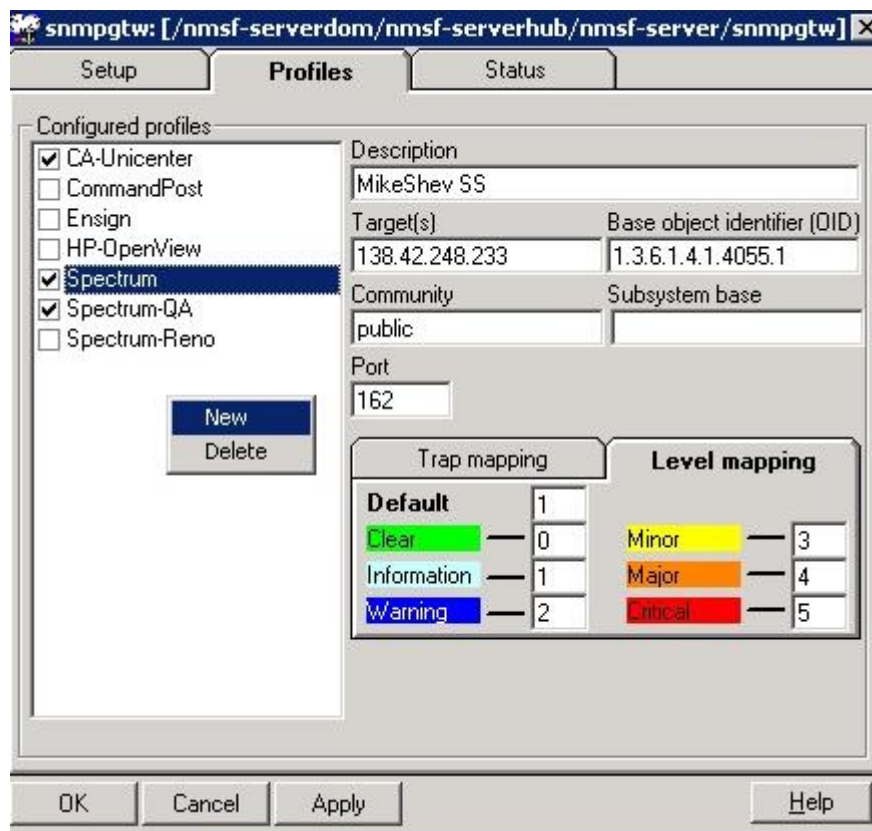 snmpgtw: [/nmsf-serverdom/nmsf-serverhub/nmsf-server/snmpgtw]
Setup Profiles Status
Configured profiles
CA-Unicenter
CommandPost
Ensign
HP-OpenView
Spectrum
Spectrum-QA
Spectrum-Reno
New
Delete
Description
MikeShev SS
Target(s) Base object identifier (OID)
138.42.248.233 1.3.6.1.4.1.4055.1
Community Subsystem base
public
Port
162
Trap mapping Level mapping
Default 1
Clear 0 Minor 3
Information 1 Major 4
Warning 2 Critical 5
OK Cancel Apply Help